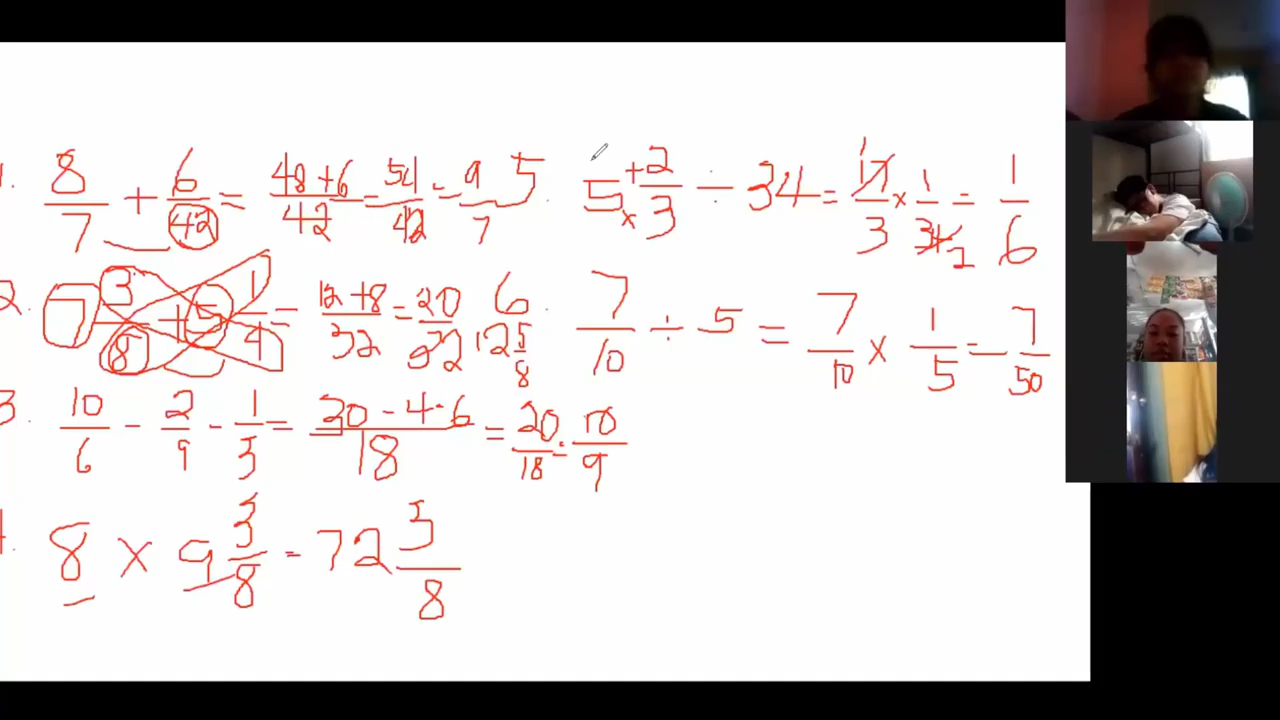 1. 8/7 + 6/42 = 48+6/42 = 54/42 = 9/7
2. 7 3/8 + 5 1/4 = 12+8/32 = 20/32 12 5/8
3. 10/6 - 2/9 - 1/3 = 30-4-6/18 = 20/18 = 10/9
4. 8 × 9 3/8 = 72 3/8
5. 5 2/3 ÷ 34 = 17/3 × 1/34 = 1/6
6 7/10 ÷ 5 = 7/10 × 1/5 = 7/50